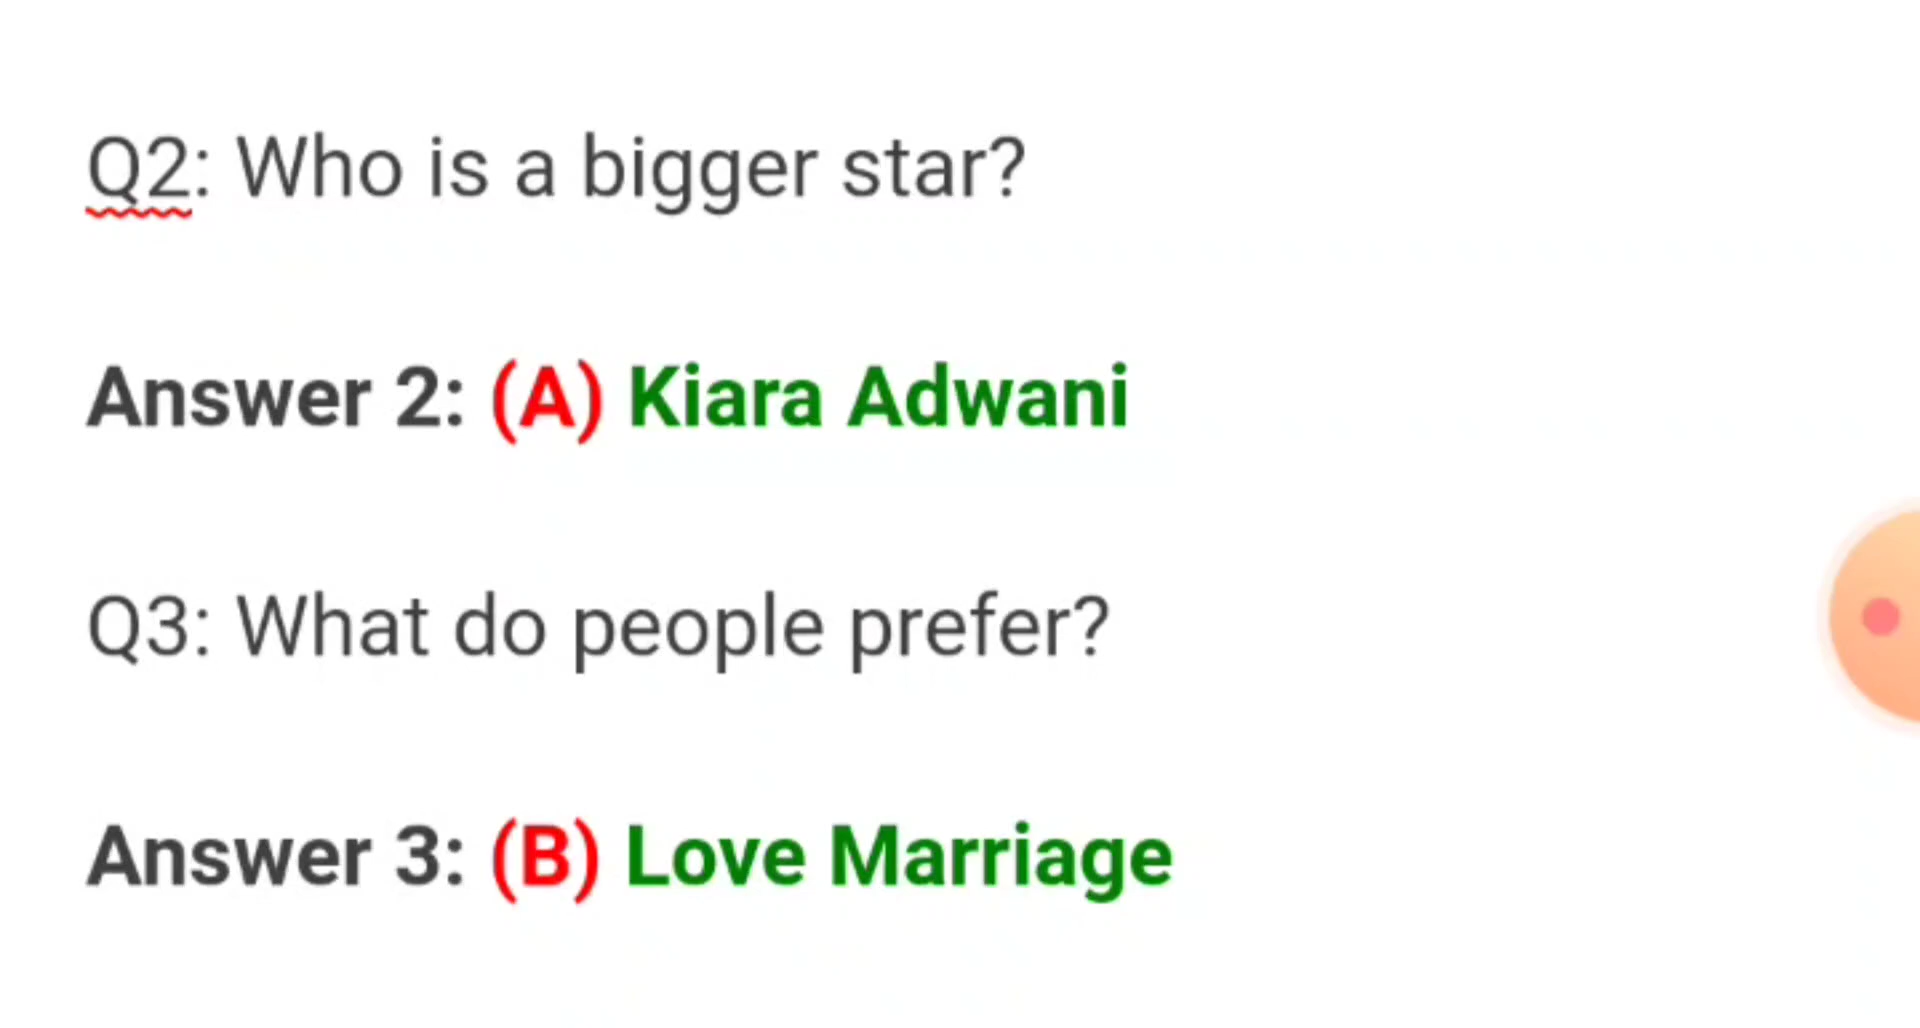 Q2: Who is a bigger star?
Answer 2: (A) Kiara Adwani
Q3: What do people prefer?
Answer 3: (B) Love Marriage